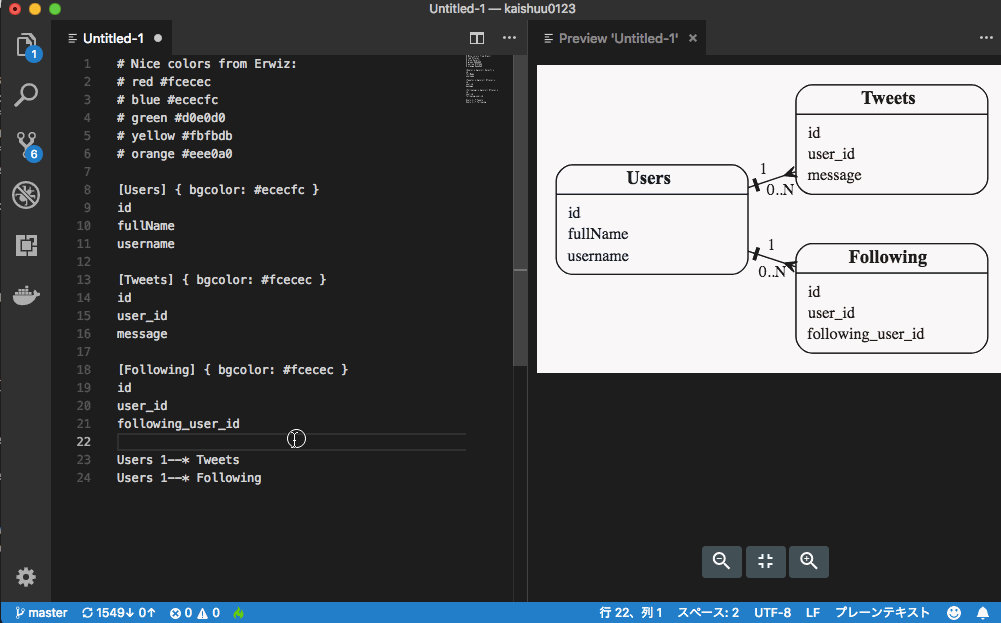 Untitled-1 — kaishuu0123
1
6
Untitled-1
Preview 'Untitled-1'
1 # Nice colors from Erwiz:
2 # red #fcecec
3 # blue #ececfc
4 # green #d0e0d0
5 # yellow #fbfbdb
6 # orange #eee0a0
7
8 [Users] { bgcolor: #ececfc }
9 id
10 fullName
11 username
12
13 [Tweets] { bgcolor: #fcecec }
14 id
15 user_id
16 message
17
18 [Following] { bgcolor: #fcecec }
19 id
20 user_id
21 following_user_id
22
23 Users 1--* Tweets
24 Users 1--* Following
Users
id
fullName
username
1
0..N
1
0..N
Tweets
id
user_id
message
Following
id
user_id
following_user_id
master 1549↓ 0↑ 0 0 行 22、列 1 スペース: 2 UTF-8 LF プレーンテキスト